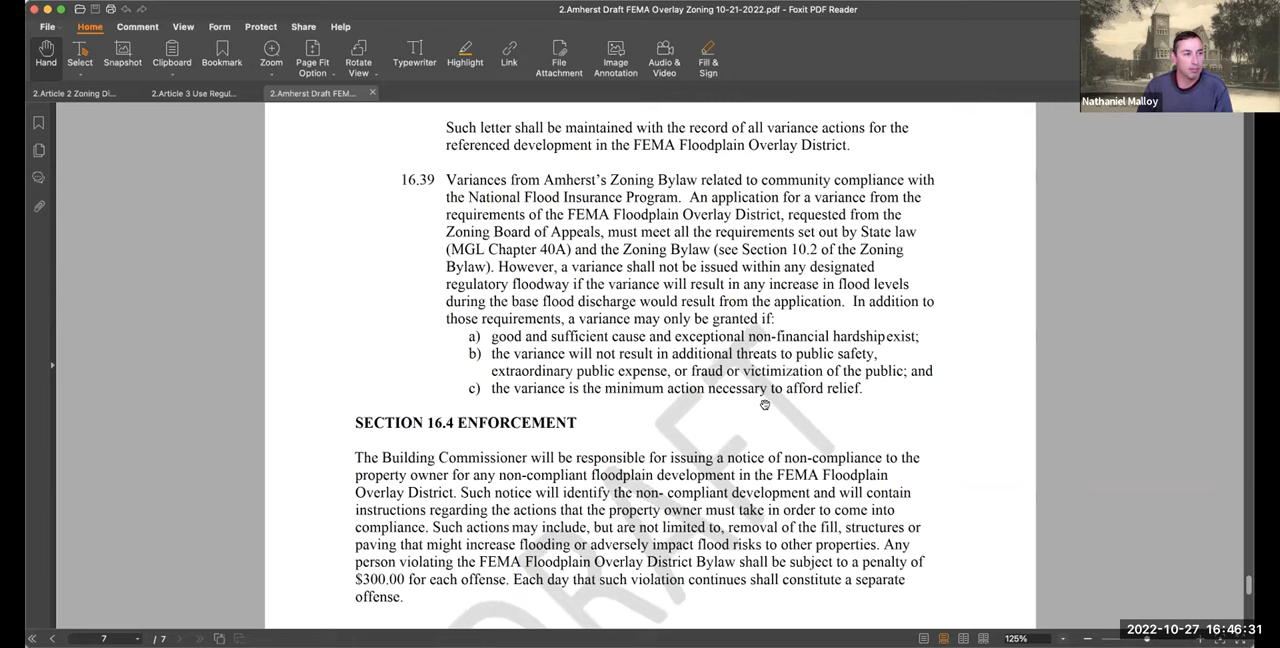 2.Amherst Draft FEMA Overlay Zoning 10-21-2022.pdf - Foxit PDF Reader
File Home Comment View Form Protect Share Help
Hand Select Snapshot Clipboard Bookmark Zoom Page Fit Option Rotate View Typewriter Highlight Link File Attachment Image Annotation Audio & Video Fill & Sign
Nathaniel Malloy
2.Article 2 Zoning Di... 2.Article 3 Use Regul... 2.Amherst Draft FEM...
Such letter shall be maintained with the record of all variance actions for the
referenced development in the FEMA Floodplain Overlay District.
16.39 Variances from Amherst's Zoning Bylaw related to community compliance with
the National Flood Insurance Program. An application for a variance from the
requirements of the FEMA Floodplain Overlay District, requested from the
Zoning Board of Appeals, must meet all the requirements set out by State law
(MGL Chapter 40A) and the Zoning Bylaw (see Section 10.2 of the Zoning
Bylaw). However, a variance shall not be issued within any designated
regulatory floodway if the variance will result in any increase in flood levels
during the base flood discharge would result from the application. In addition to
those requirements, a variance may only be granted if:
a) good and sufficient cause and exceptional non-financial hardship exist;
b) the variance will not result in additional threats to public safety,
extraordinary public expense, or fraud or victimization of the public; and
c) the variance is the minimum action necessary to afford relief.
SECTION 16.4 ENFORCEMENT
The Building Commissioner will be responsible for issuing a notice of non-compliance to the
property owner for any non-compliant floodplain development in the FEMA Floodplain
Overlay District. Such notice will identify the non- compliant development and will contain
instructions regarding the actions that the property owner must take in order to come into
compliance. Such actions may include, but are not limited to, removal of the fill, structures or
paving that might increase flooding or adversely impact flood risks to other properties. Any
person violating the FEMA Floodplain Overlay District Bylaw shall be subject to a penalty of
$300.00 for each offense. Each day that such violation continues shall constitute a separate
offense.
DRAFT
7 / 7 125%
2022-10-27 16:46:31